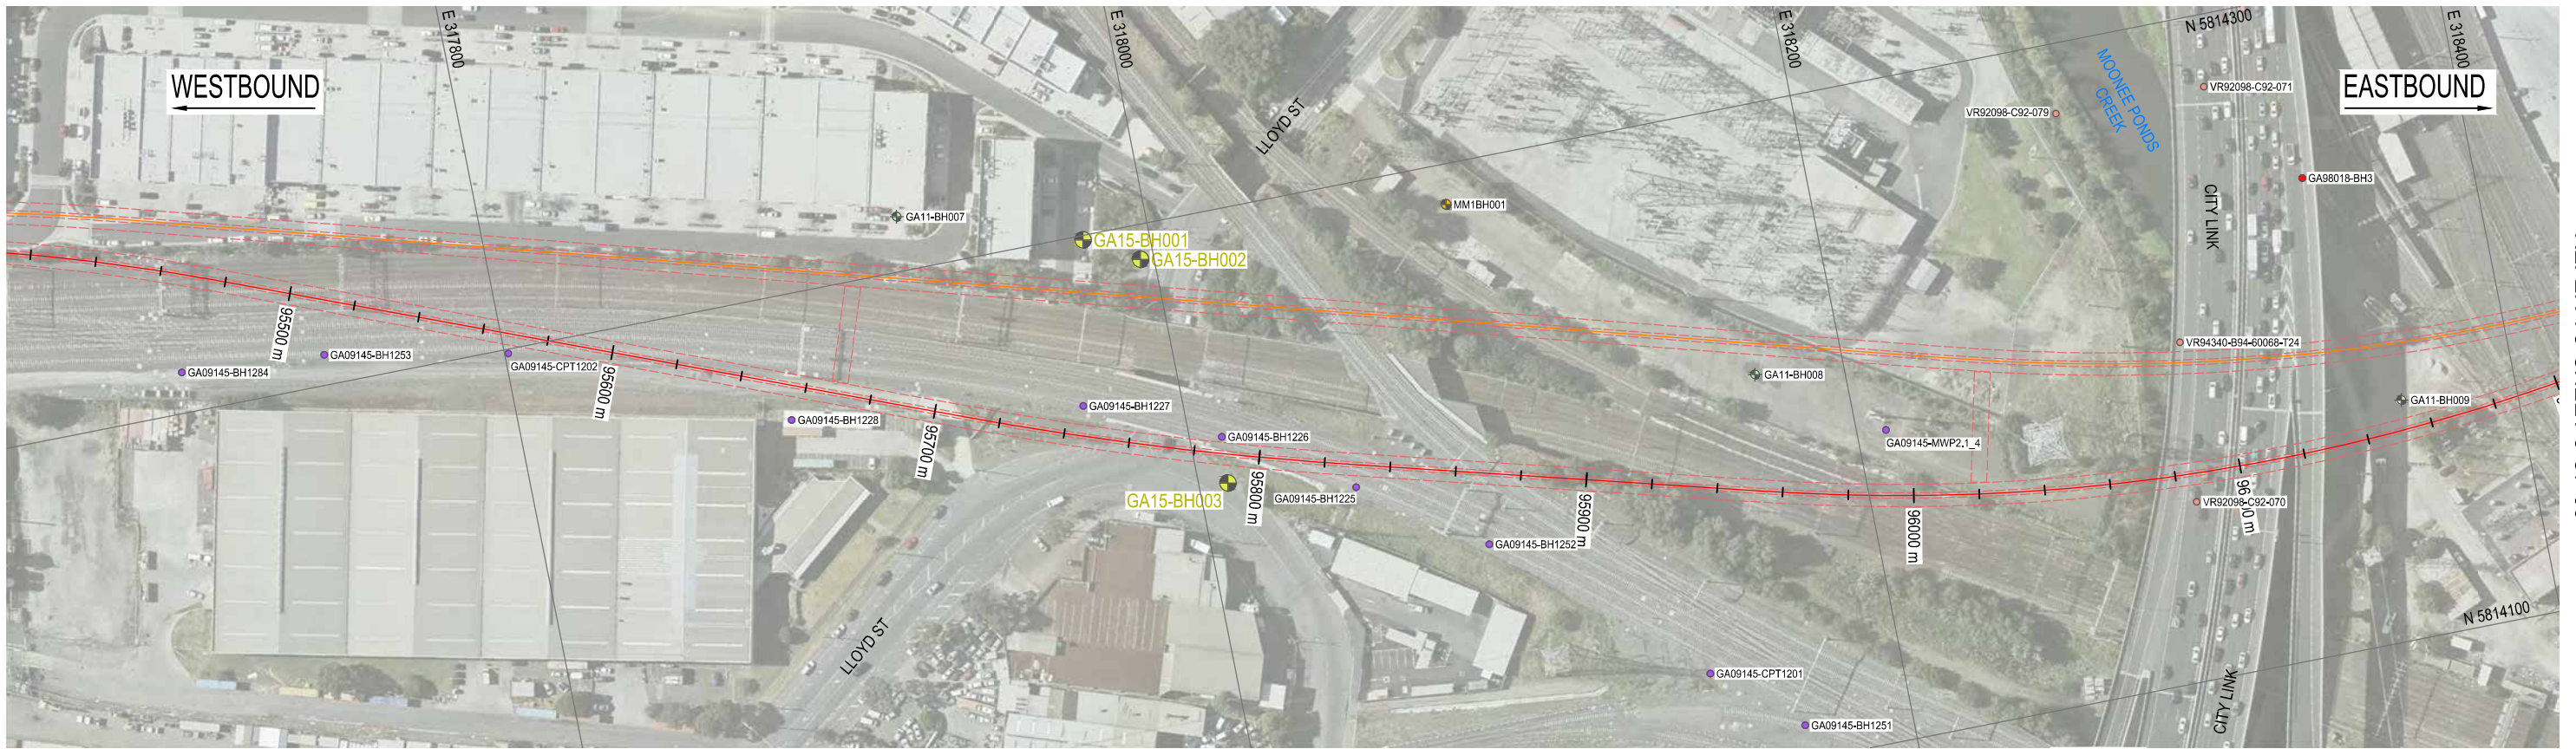 E 317800
E 318000
E 318200
N 5814300
E 318400
WESTBOUND
EASTBOUND
MOONEE PONDS
CREEK
VR92098-C92-071
VR92098-C92-079
LLOYD ST
GA98018-BH3
MM1BH001
GA11-BH007
CITY LINK
GA15-BH001
GA15-BH002
95500 m
VR94340-B94-60068-T24
GA09145-BH1253
GA09145-CPT1202
GA09145-BH1284
GA11-BH008
95600 m
GA11-BH009
GA09145-BH1227
GA09145-BH1228
95700 m
GA09145-BH1226
GA09145-MWP2.1_4
95800 m
GA15-BH003
GA09145-BH1225
95900 m
96000 m
VR92098-C92-070
GA09145-BH1252
N 5814100
LLOYD ST
GA09145-CPT1201
CITY LINK
GA09145-BH1251